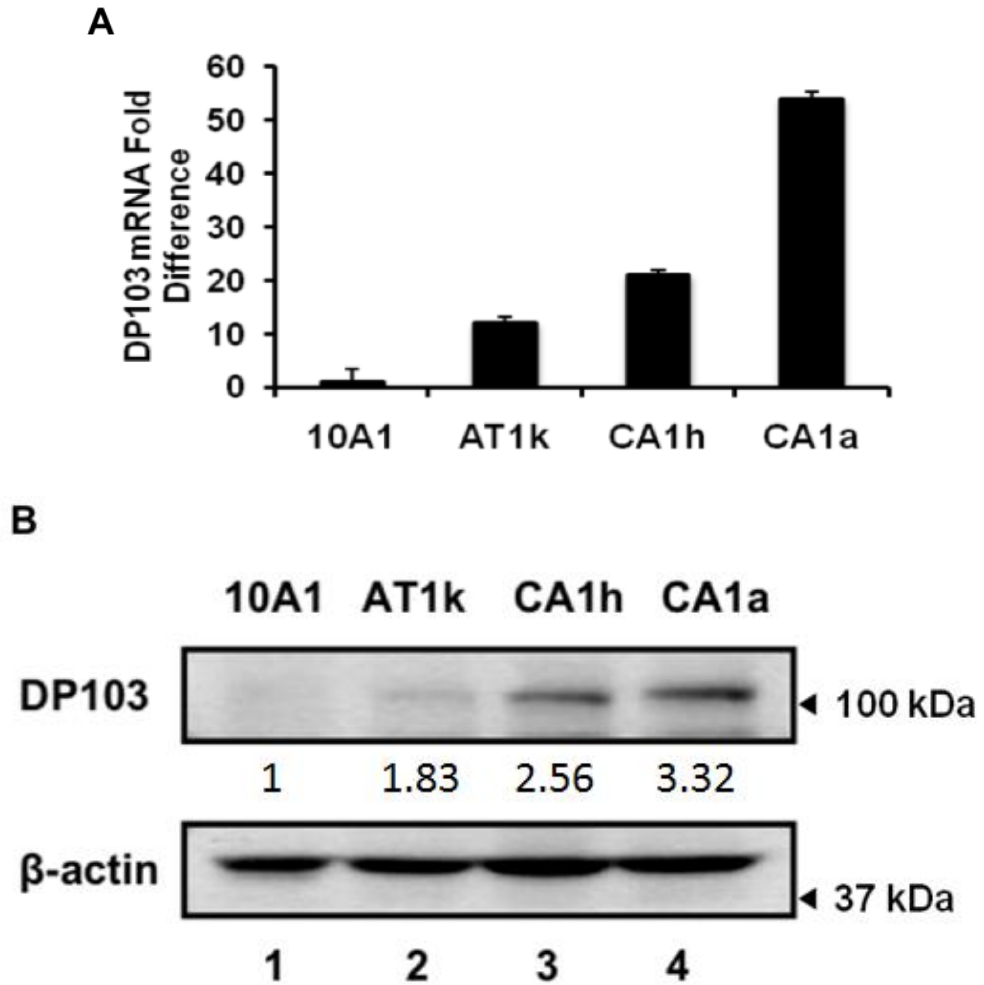 A
DP103 mRNA Fold
Difference
60
50
40
30
20
10
0
10A1 AT1k CA1h CA1a
B
10A1 AT1k CA1h CA1a
DP103
◄ 100 kDa
1 1.83 2.56 3.32
β-actin
◄ 37 kDa
1 2 3 4